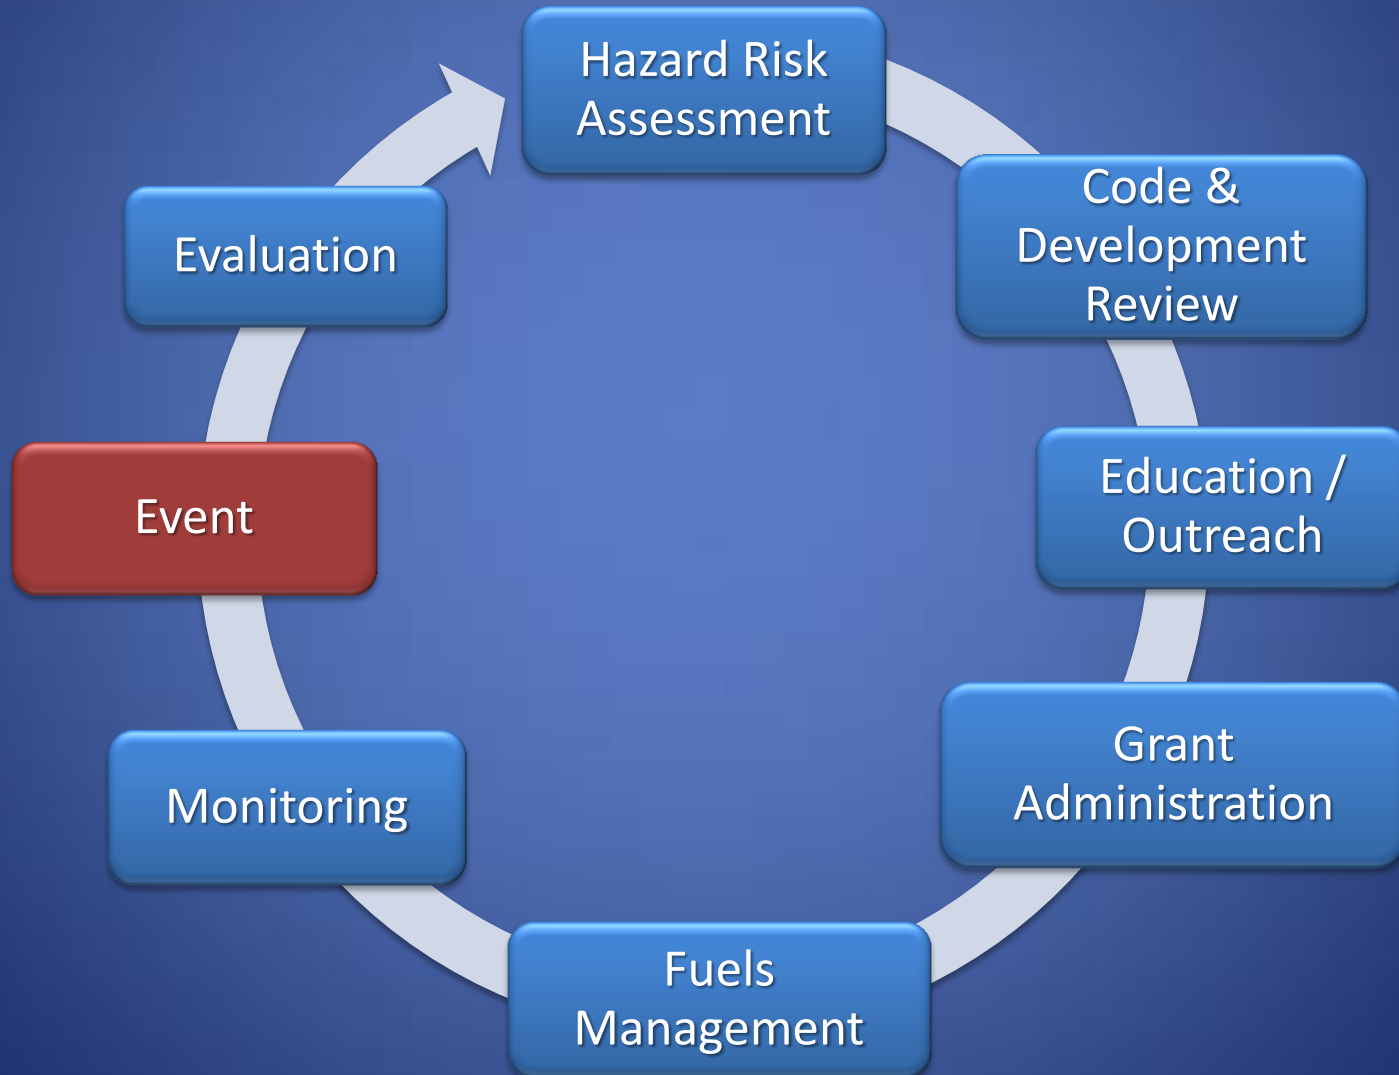 Hazard Risk
Assessment
Code &
Development
Review
Education /
Outreach
Grant
Administration
Fuels
Management
Monitoring
Event
Evaluation